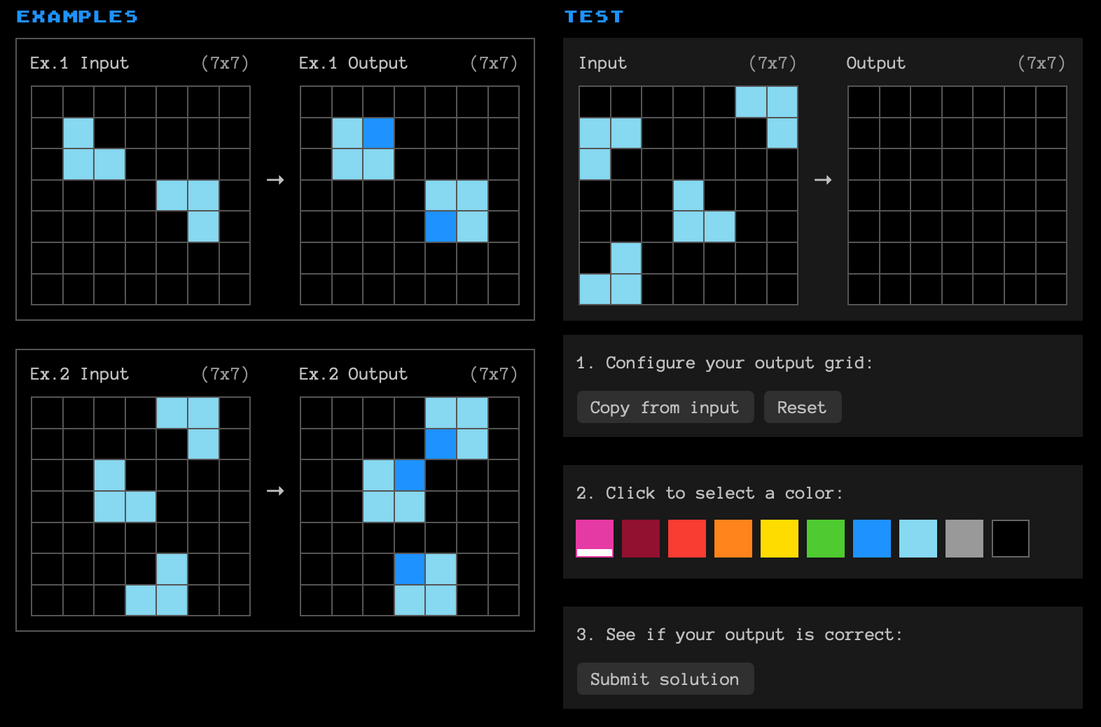 EXAMPLES
Ex.1 Input (7x7)
Ex.1 Output (7x7)
→
Ex.2 Input (7x7)
Ex.2 Output (7x7)
→
TEST
Input (7x7)
Output (7x7)
→
1. Configure your output grid:
Copy from input
Reset
2. Click to select a color:
3. See if your output is correct:
Submit solution